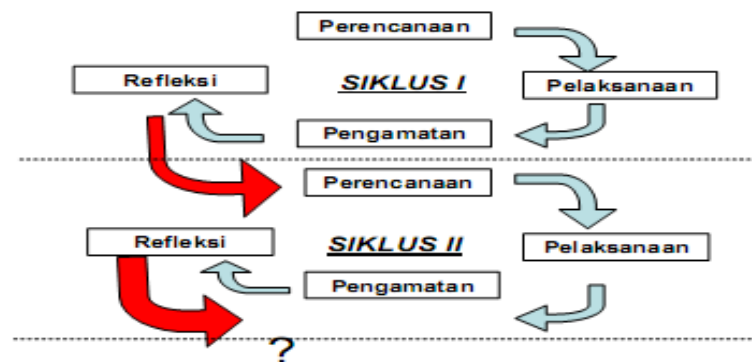 Perencanaan
Refleksi
SIKLUS I
Pelaksanaan
Pengamatan
Perencanaan
Refleksi
SIKLUS II
Pelaksanaan
Pengamatan
?